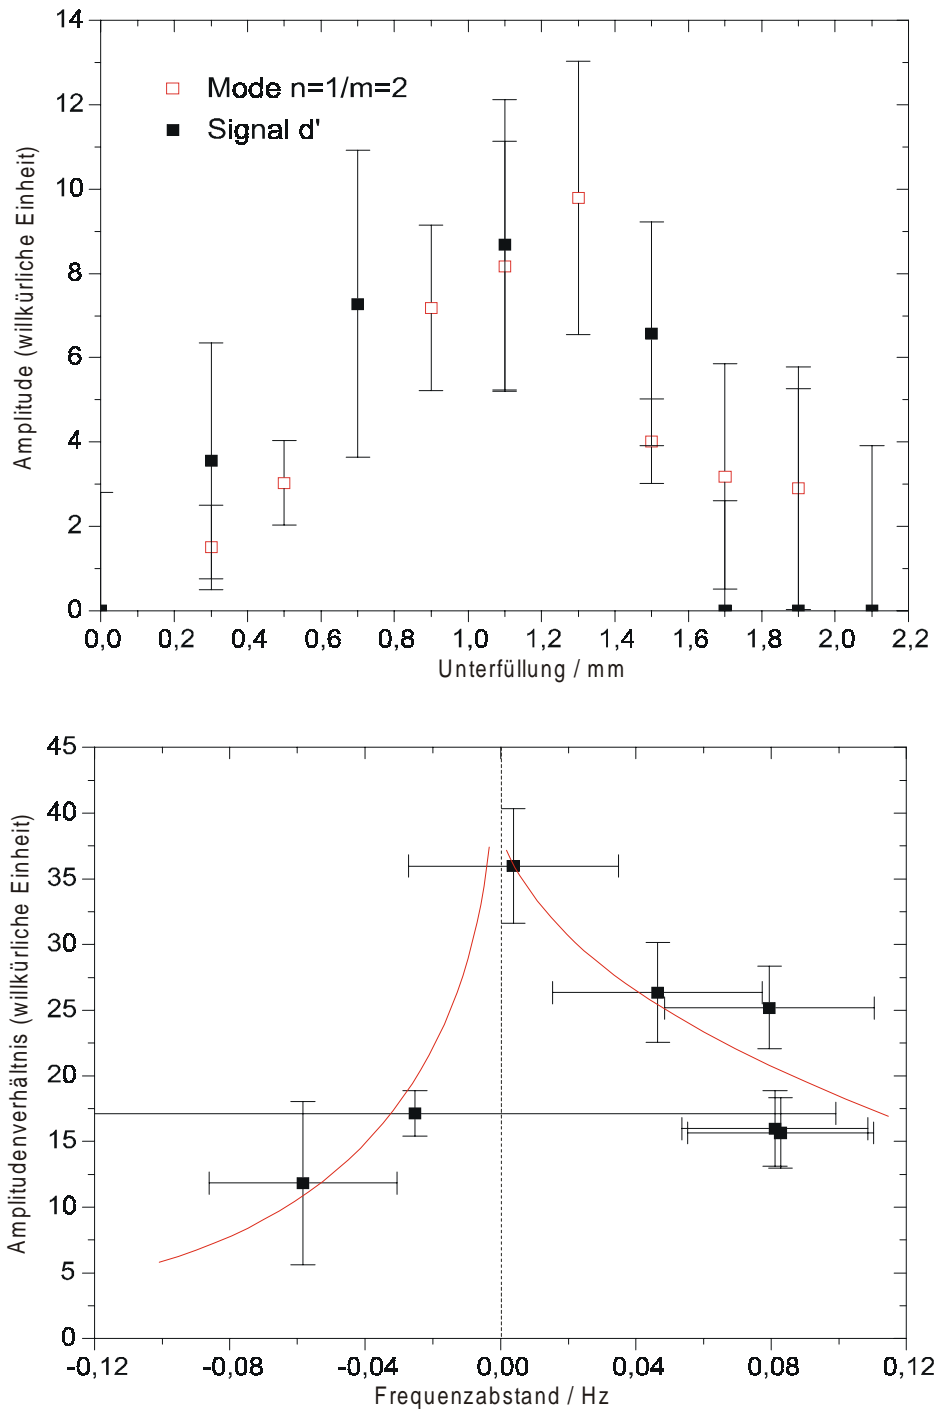 14
12
10
8
6
4
2
0
Amplitude (willkürliche Einheit)
Mode n=1/m=2
Signal d'
0,0 0,2 0,4 0,6 0,8 1,0 1,2 1,4 1,6 1,8 2,0 2,2
Unterfüllung / mm
45
40
35
30
25
20
15
10
5
0
Amplitudenverhältnis (willkürliche Einheit)
-0,12 -0,08 -0,04 0,00 0,04 0,08 0,12
Frequenzabstand / Hz